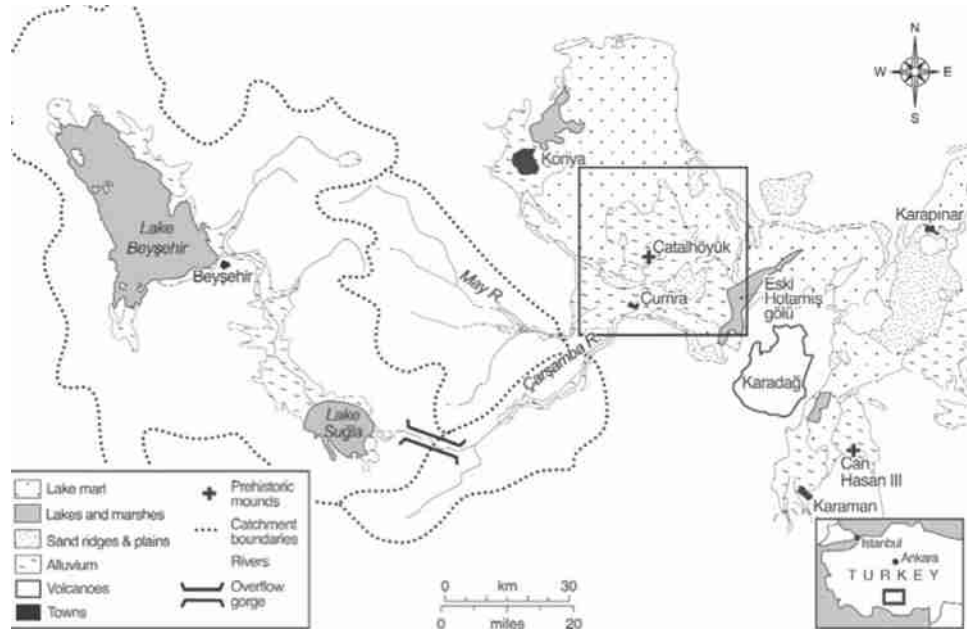 N
W
E
S
Konya
Karapınar
Lake
Beyşehir
Beyşehir
Çatalhöyük
May R.
Çumra
Eski
Hotamış
gölü
Çarşamba R.
Karadağ
Lake
Suğla
Can
Hasan III
Karaman
Lake marl
Lakes and marshes
Sand ridges & plains
Alluvium
Volcanoes
Towns
Prehistoric
mounds
Catchment
boundaries
Rivers
Overflow
gorge
0 km 30
0 miles 20
Istanbul
Ankara
TURKEY